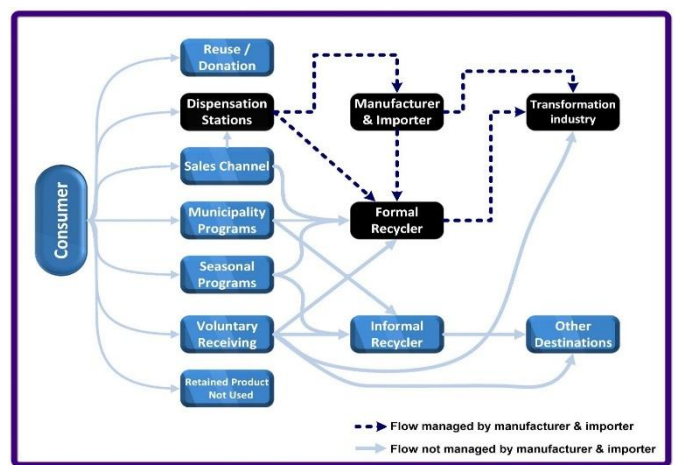 Consumer
Reuse /
Donation
Dispensation
Stations
Sales Channel
Municipality
Programs
Seasonal
Programs
Voluntary
Receiving
Retained Product
Not Used
Manufacturer
& Importer
Formal
Recycler
Informal
Recycler
Transformation
industry
Other
Destinations
Flow managed by manufacturer & importer
Flow not managed by manufacturer & importer